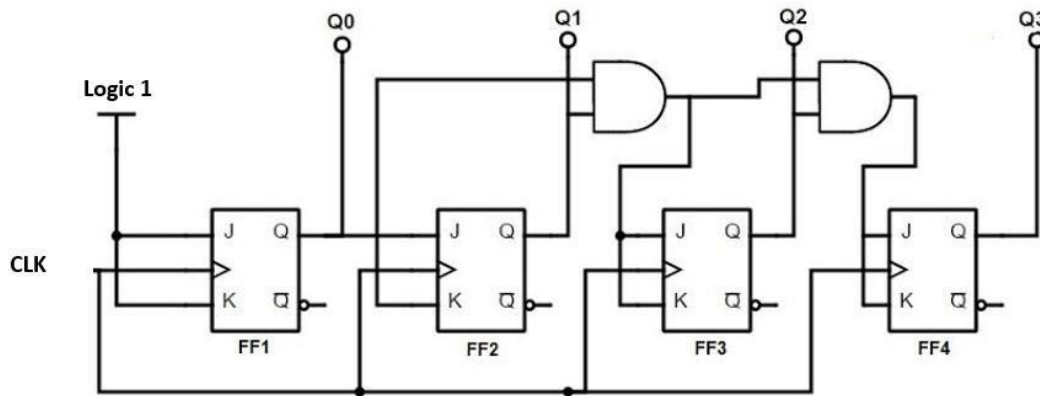 Q0 Q1 Q2 Q3
Logic 1
J Q J Q J Q J Q
CLK
K Q̅ K Q̅ K Q̅ K Q̅
FF1 FF2 FF3 FF4